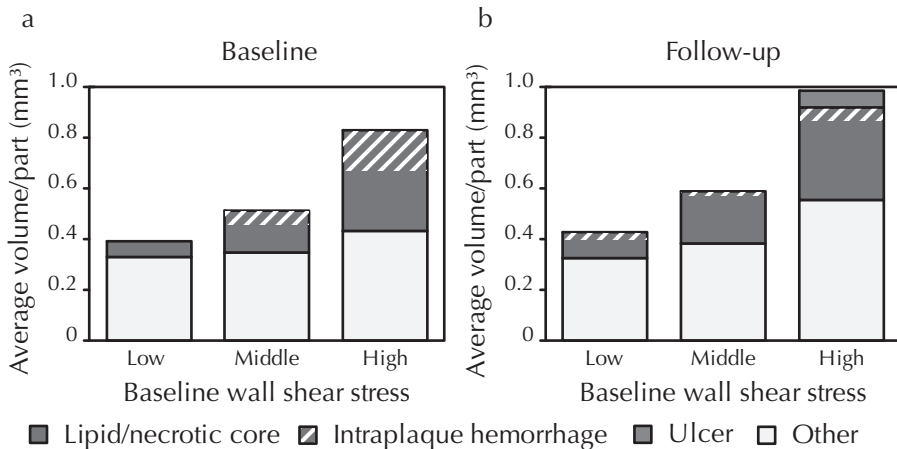 a
Baseline
Average volume/part (mm³)
1.0
0.8
0.6
0.4
0.2
0
Low Middle High
Baseline wall shear stress
b
Follow-up
Average volume/part (mm³)
1.0
0.8
0.6
0.4
0.2
0
Low Middle High
Baseline wall shear stress
Lipid/necrotic core Intraplaque hemorrhage Ulcer Other